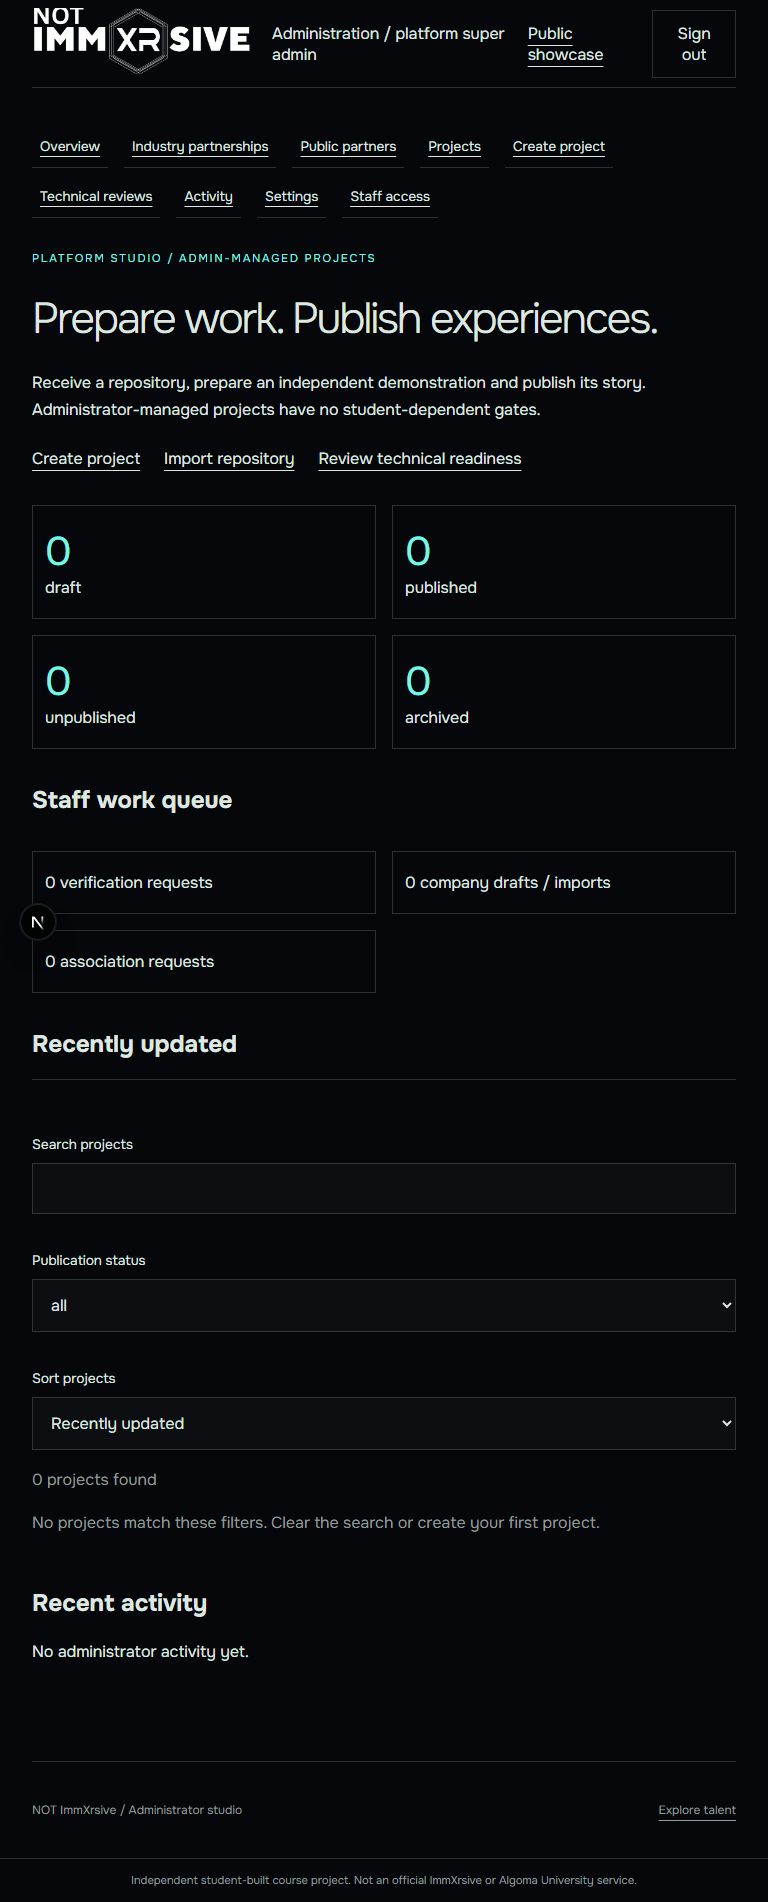 NOT
IMMXRSIVE
Administration / platform super
admin
Public
showcase
Sign
out
Overview
Industry partnerships
Public partners
Projects
Create project
Technical reviews
Activity
Settings
Staff access
PLATFORM STUDIO / ADMIN-MANAGED PROJECTS
Prepare work. Publish experiences.
Receive a repository, prepare an independent demonstration and publish its story.
Administrator-managed projects have no student-dependent gates.
Create project
Import repository
Review technical readiness
0
draft
0
published
0
unpublished
0
archived
Staff work queue
0 verification requests
0 company drafts / imports
N
0 association requests
Recently updated
Search projects
Publication status
all
Sort projects
Recently updated
0 projects found
No projects match these filters. Clear the search or create your first project.
Recent activity
No administrator activity yet.
NOT ImmXrsive / Administrator studio
Explore talent
Independent student-built course project. Not an official ImmXrsive or Algoma University service.